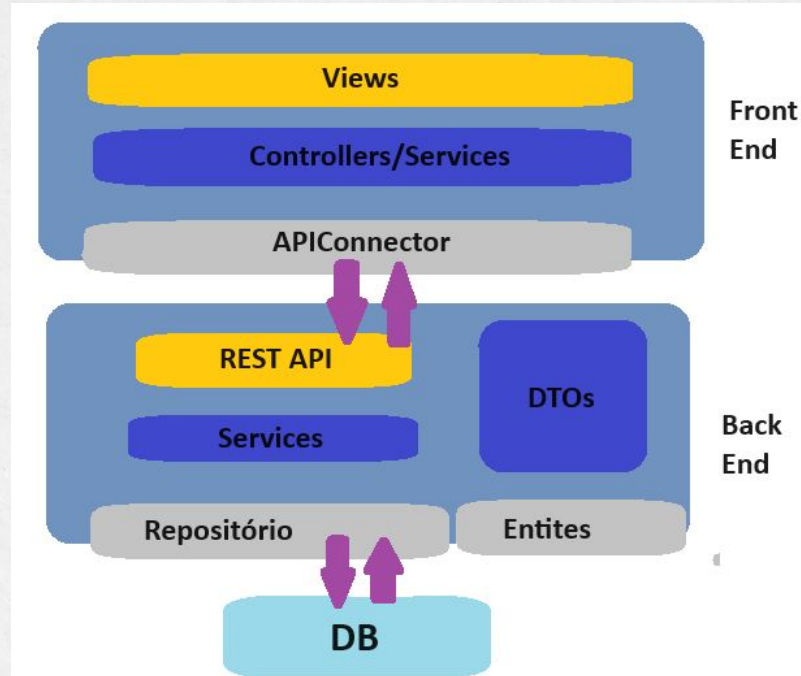 Views
Controllers/Services
APIConnector
Front
End
REST API
Services
DTOs
Back
End
Repositório
Entites
DB